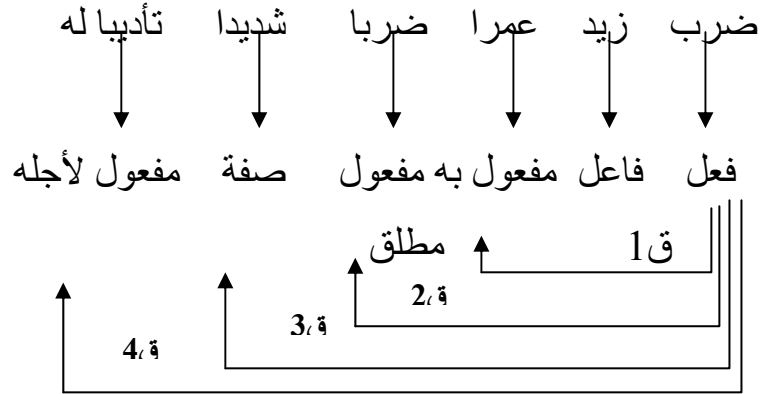 ضرب زيد عمرا ضربا شديدا تأديبا له
فعل فاعل مفعول به مفعول صفة مفعول لأجله
ق1 مطلق
ق2
ق3
ق4